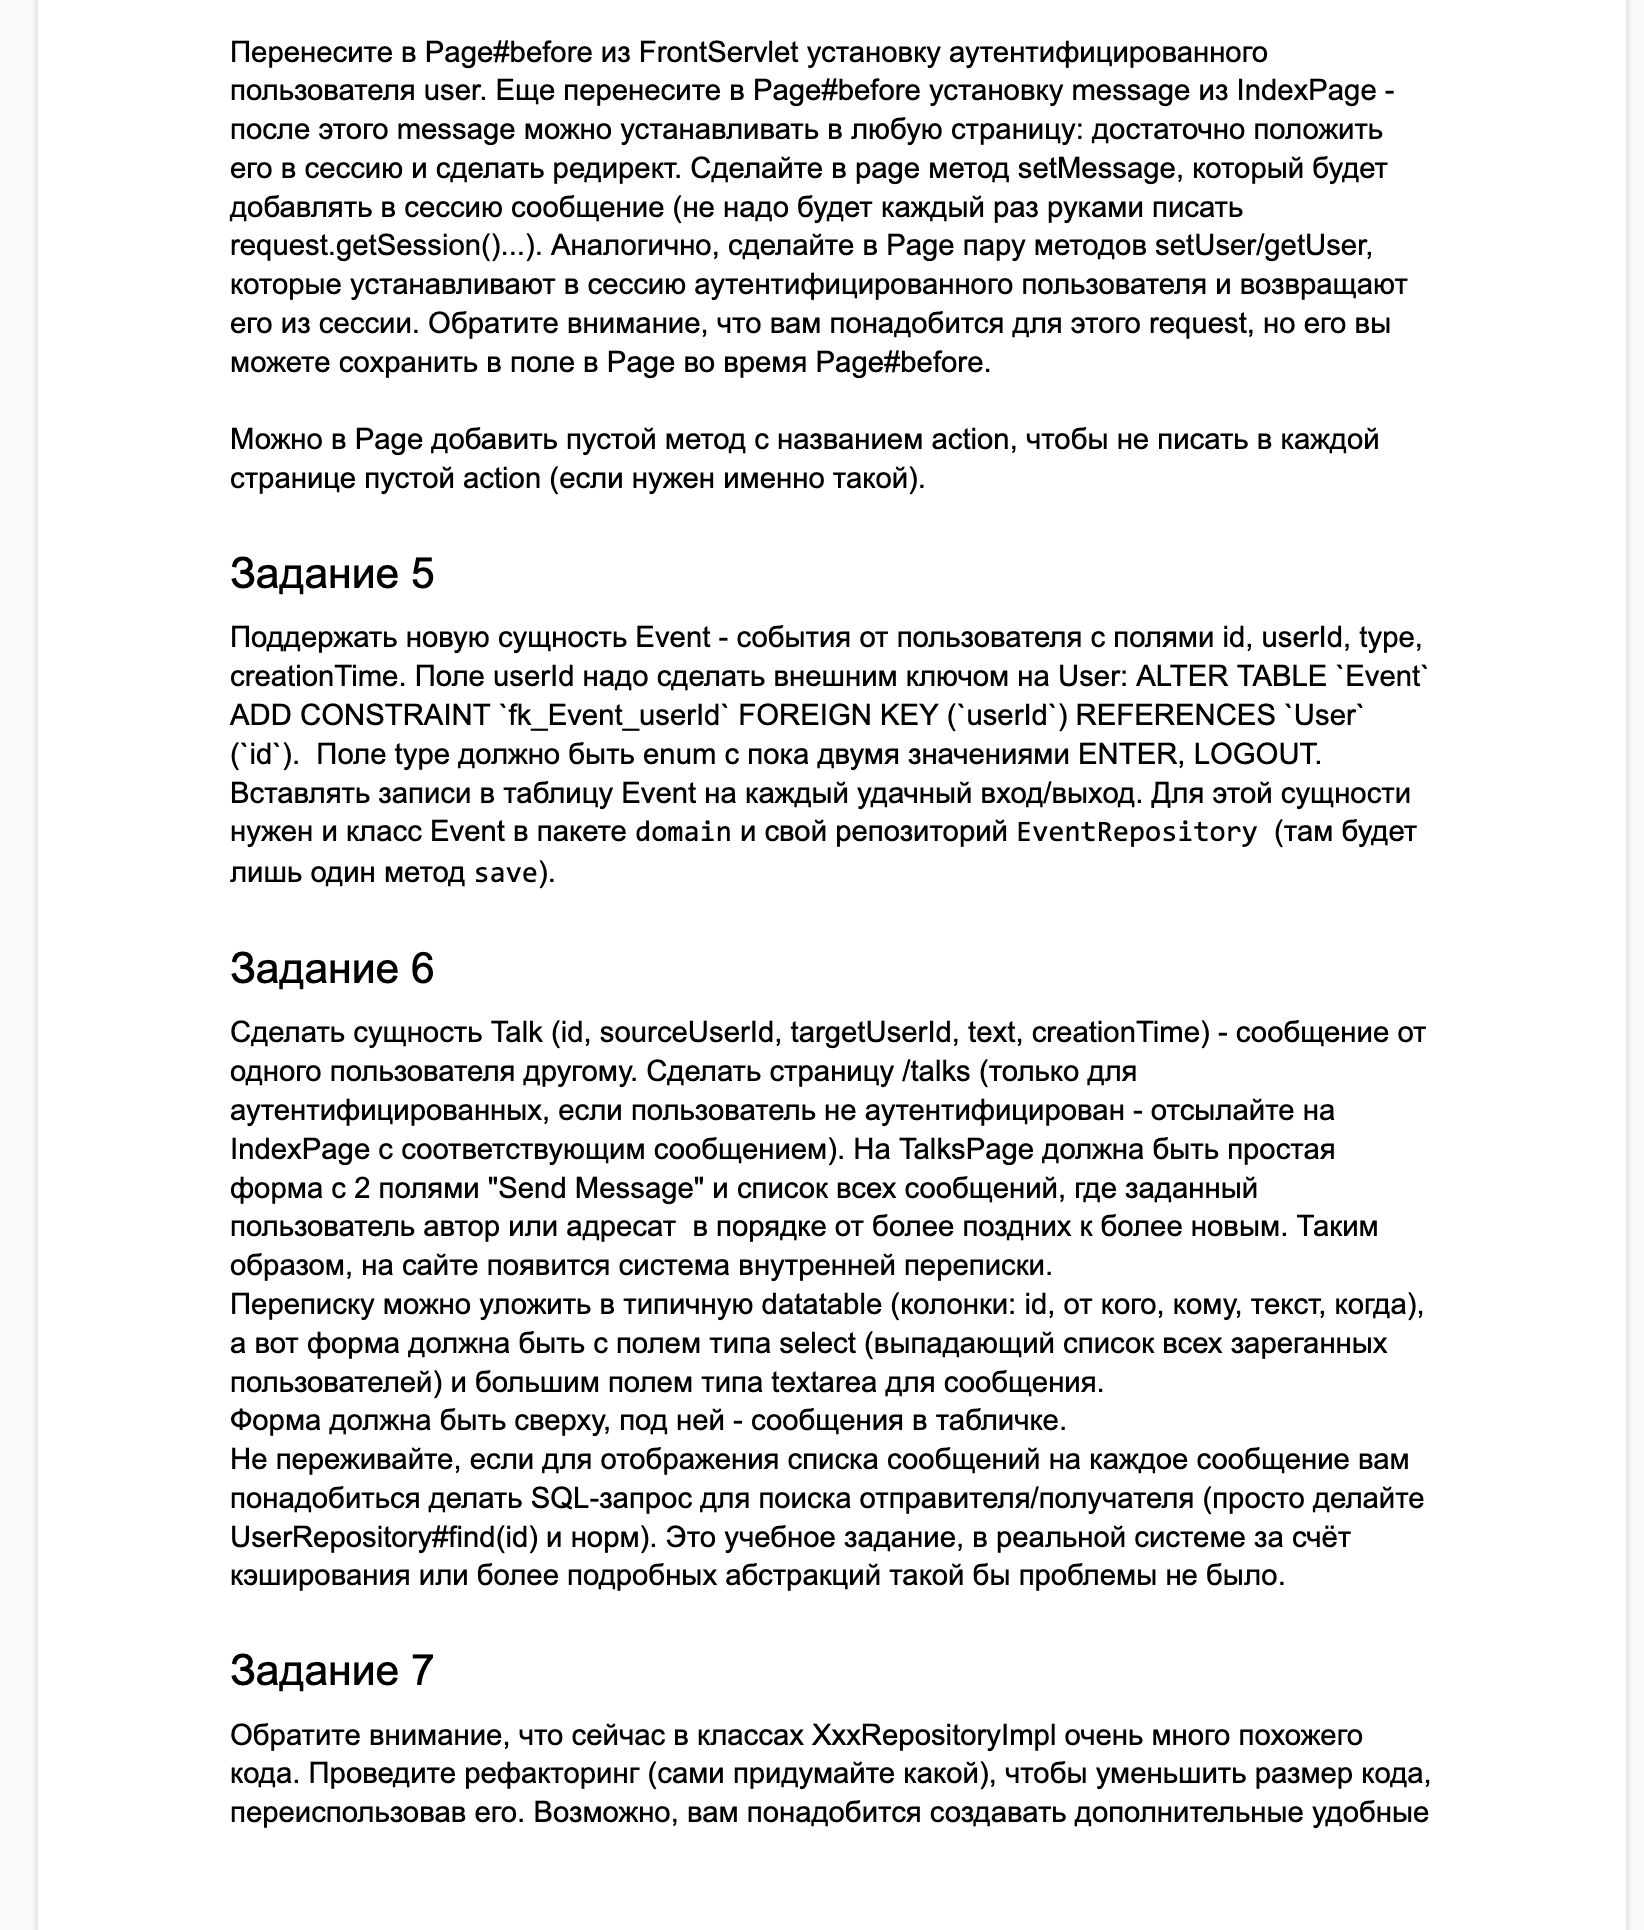 Перенесите в Page#before из FrontServlet установку аутентифицированного
пользователя user. Еще перенесите в Page#before установку message из IndexPage -
после этого message можно устанавливать в любую страницу: достаточно положить
его в сессию и сделать редирект. Сделайте в page метод setMessage, который будет
добавлять в сессию сообщение (не надо будет каждый раз руками писать
request.getSession()...). Аналогично, сделайте в Page пару методов setUser/getUser,
которые устанавливают в сессию аутентифицированного пользователя и возвращают
его из сессии. Обратите внимание, что вам понадобится для этого request, но его вы
можете сохранить в поле в Page во время Page#before.
Можно в Page добавить пустой метод с названием action, чтобы не писать в каждой
странице пустой action (если нужен именно такой).
Задание 5
Поддержать новую сущность Event - события от пользователя с полями id, userId, type,
creationTime. Поле userId надо сделать внешним ключом на User: ALTER TABLE `Event`
ADD CONSTRAINT `fk_Event_userId` FOREIGN KEY (`userId`) REFERENCES `User`
(`id`).  Поле type должно быть enum с пока двумя значениями ENTER, LOGOUT.
Вставлять записи в таблицу Event на каждый удачный вход/выход. Для этой сущности
нужен и класс Event в пакете domain и свой репозиторий EventRepository (там будет
лишь один метод save).
Задание 6
Сделать сущность Talk (id, sourceUserId, targetUserId, text, creationTime) - сообщение от
одного пользователя другому. Сделать страницу /talks (только для
аутентифицированных, если пользователь не аутентифицирован - отсылайте на
IndexPage с соответствующим сообщением). На TalksPage должна быть простая
форма с 2 полями "Send Message" и список всех сообщений, где заданный
пользователь автор или адресат  в порядке от более поздних к более новым. Таким
образом, на сайте появится система внутренней переписки.
Переписку можно уложить в типичную datatable (колонки: id, от кого, кому, текст, когда),
а вот форма должна быть с полем типа select (выпадающий список всех зареганных
пользователей) и большим полем типа textarea для сообщения.
Форма должна быть сверху, под ней - сообщения в табличке.
Не переживайте, если для отображения списка сообщений на каждое сообщение вам
понадобиться делать SQL-запрос для поиска отправителя/получателя (просто делайте
UserRepository#find(id) и норм). Это учебное задание, в реальной системе за счёт
кэширования или более подробных абстракций такой бы проблемы не было.
Задание 7
Обратите внимание, что сейчас в классах XxxRepositoryImpl очень много похожего
кода. Проведите рефакторинг (сами придумайте какой), чтобы уменьшить размер кода,
переиспользовав его. Возможно, вам понадобится создавать дополнительные удобные